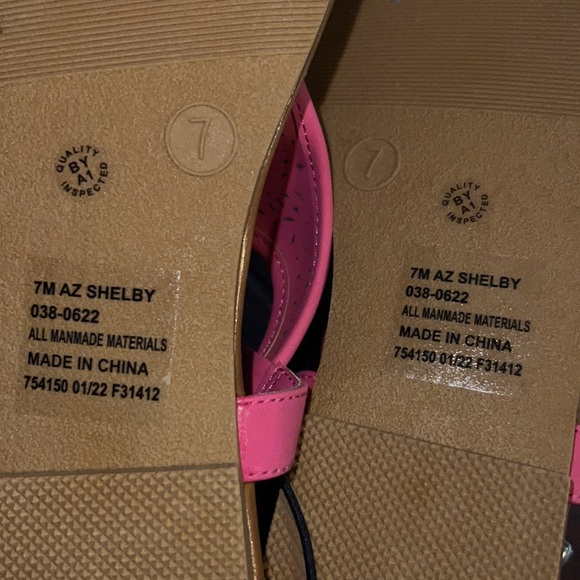 7
QUALITY
BY
A1
INSPECTED
7M AZ SHELBY
038-0622
ALL MANMADE MATERIALS
MADE IN CHINA
754150 01/22 F31412
7
QUALITY
BY
A1
INSPECTED
7M AZ SHELBY
038-0622
ALL MANMADE MATERIALS
MADE IN CHINA
754150 01/22 F31412